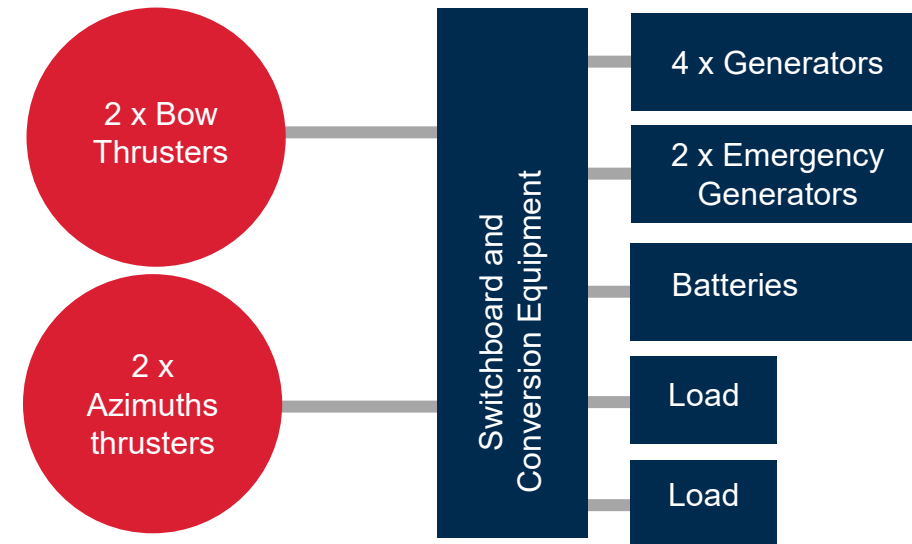 2 x Bow
Thrusters
2 x
Azimuths
thrusters
Switchboard and
Conversion Equipment
4 x Generators
2 x Emergency
Generators
Batteries
Load
Load